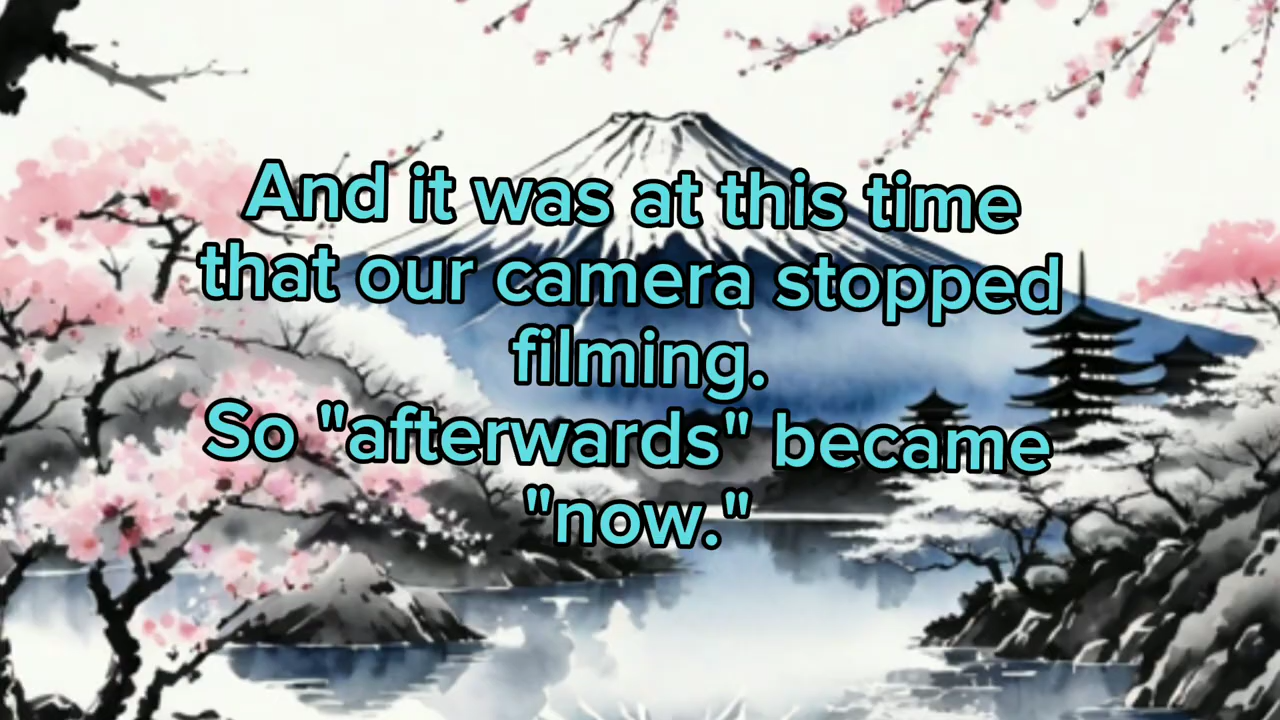 And it was at this time
that our camera stopped
filming.
So "afterwards" became
"now."